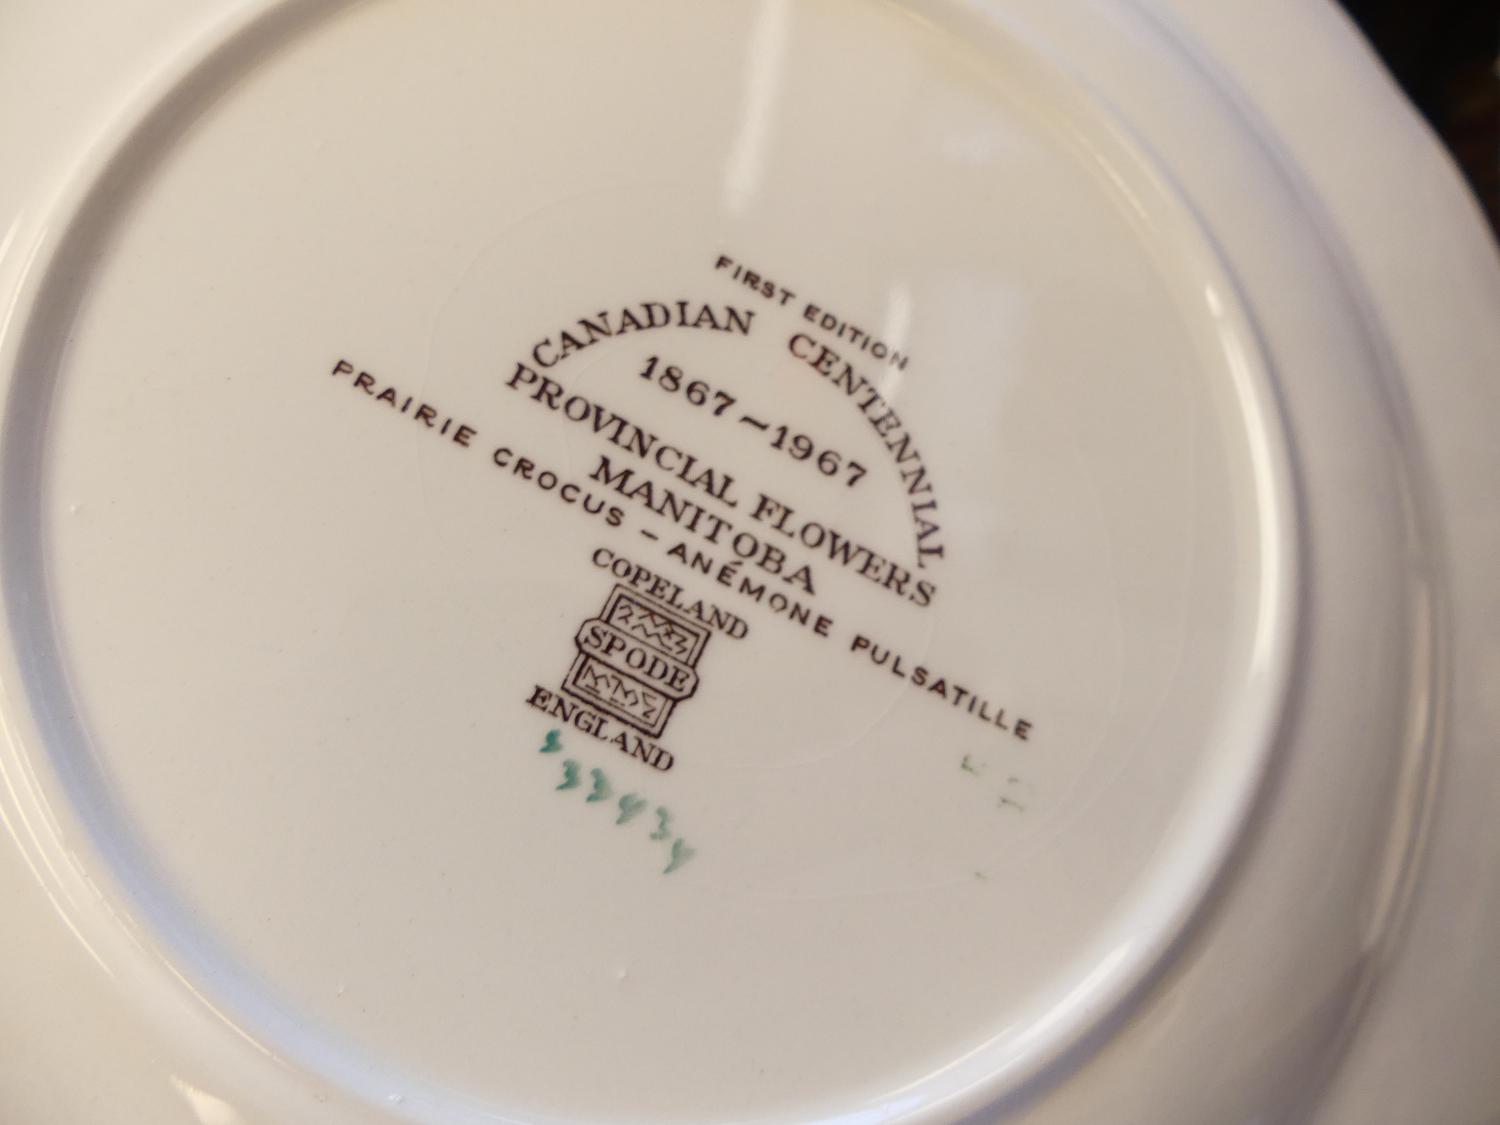 FIRST EDITION
CANADIAN CENTENNIAL
1867~1967
PROVINCIAL FLOWERS
MANITOBA
PRAIRIE CROCUS - ANÉMONE PULSATILLE
COPELAND
SPODE
ENGLAND